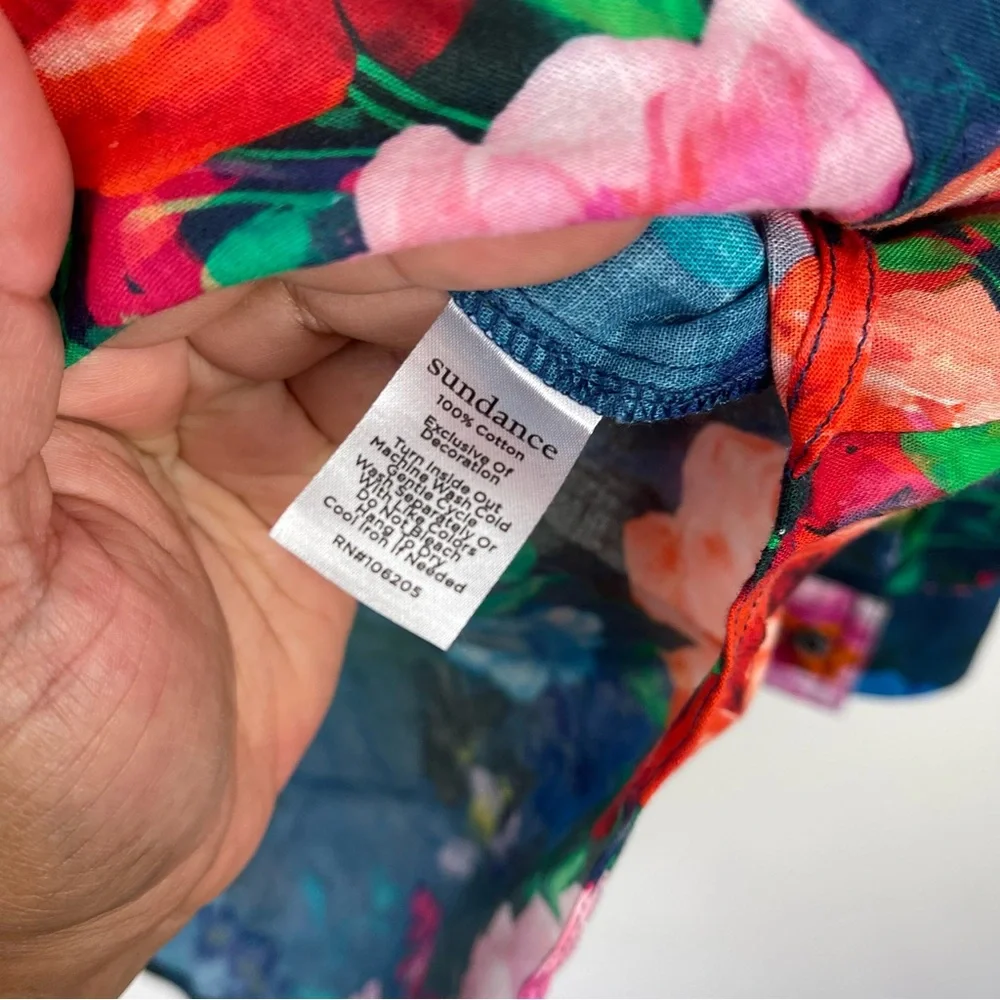 sundance
100% Cotton
Exclusive Of
Decoration
Turn Inside Out
Machine Wash Cold
Gentle Cycle
Wash Separately Or
With Like Colors
Do Not Bleach
Hang To Dry
Cool Iron If Needed
RN#106205